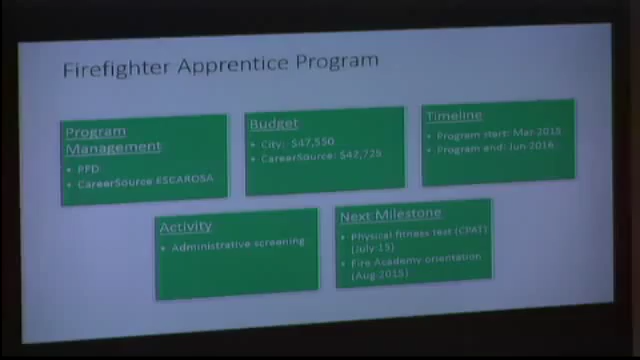 Firefighter Apprentice Program
Program
Management
• PFD
• CareerSource ESCAROSA
Budget
• City: $47,550
• CareerSource: $42,725
Timeline
• Program start: Mar 2015
• Program end: Jun 2016
Activity
• Administrative screening
Next Milestone
• Physical fitness test (CPAT)
(July 15)
• Fire Academy orientation
(Aug 2015)